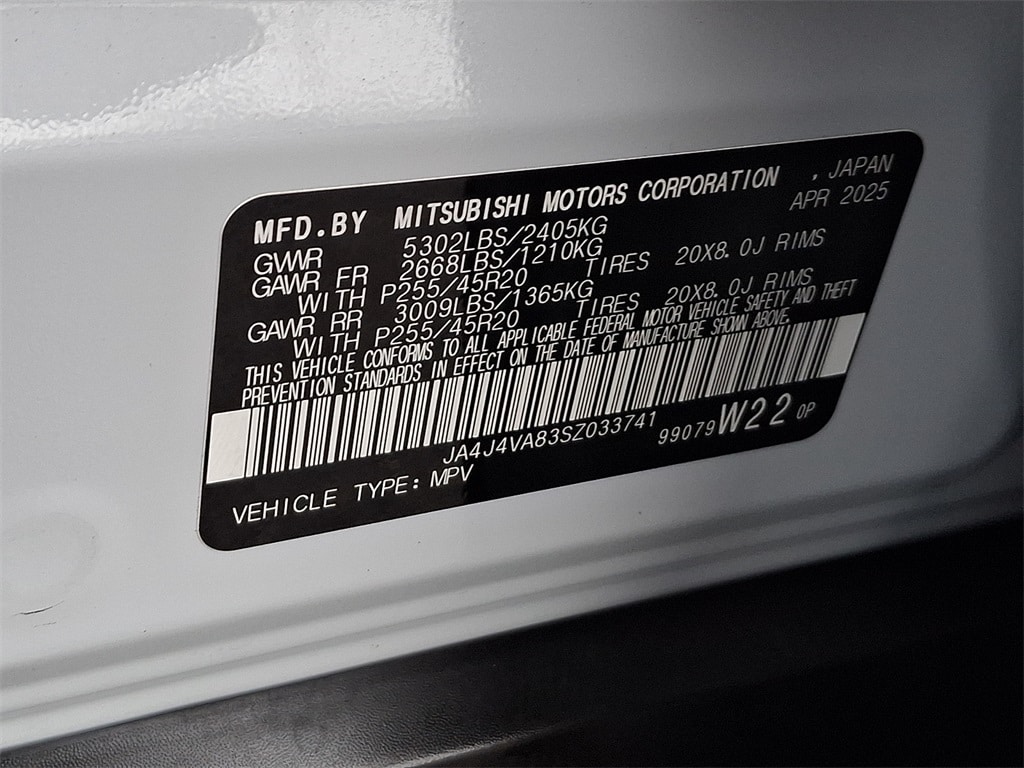 MFD.BY MITSUBISHI MOTORS CORPORATION , JAPAN
APR 2025
GVWR 5302LBS/2405KG
GAWR FR 2668LBS/1210KG
WITH P255/45R20 TIRES 20X8.0J RIMS
GAWR RR 3009LBS/1365KG
WITH P255/45R20 TIRES 20X8.0J RIMS
THIS VEHICLE CONFORMS TO ALL APPLICABLE FEDERAL MOTOR VEHICLE SAFETY AND THEFT
PREVENTION STANDARDS IN EFFECT ON THE DATE OF MANUFACTURE SHOWN ABOVE.
JA4J4VA83SZ033741 99079 W22 0P
VEHICLE TYPE: MPV